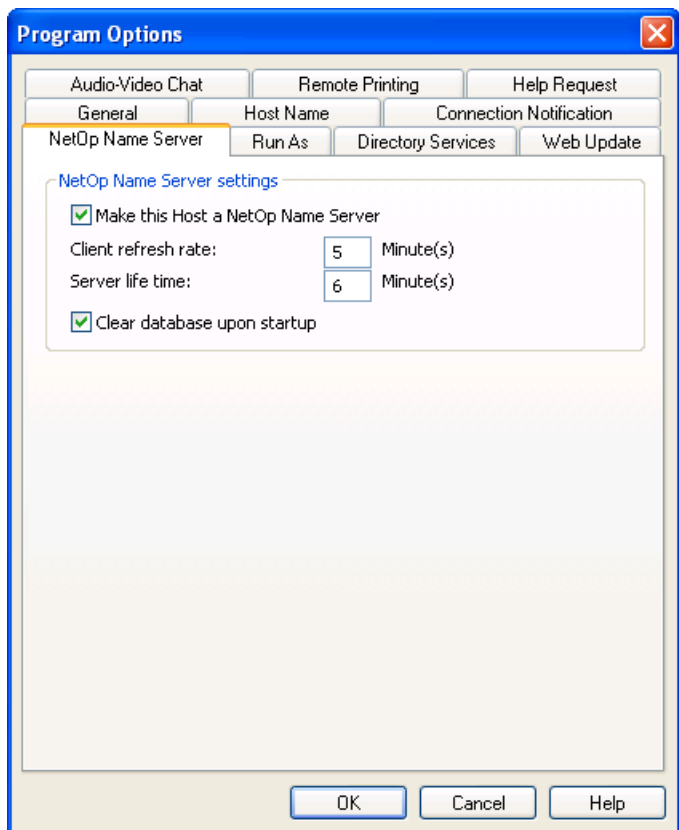 Program Options
Audio-Video Chat Remote Printing Help Request
General Host Name Connection Notification
NetOp Name Server Run As Directory Services Web Update
NetOp Name Server settings
Make this Host a NetOp Name Server
Client refresh rate: 5 Minute(s)
Server life time: 6 Minute(s)
Clear database upon startup
OK Cancel Help